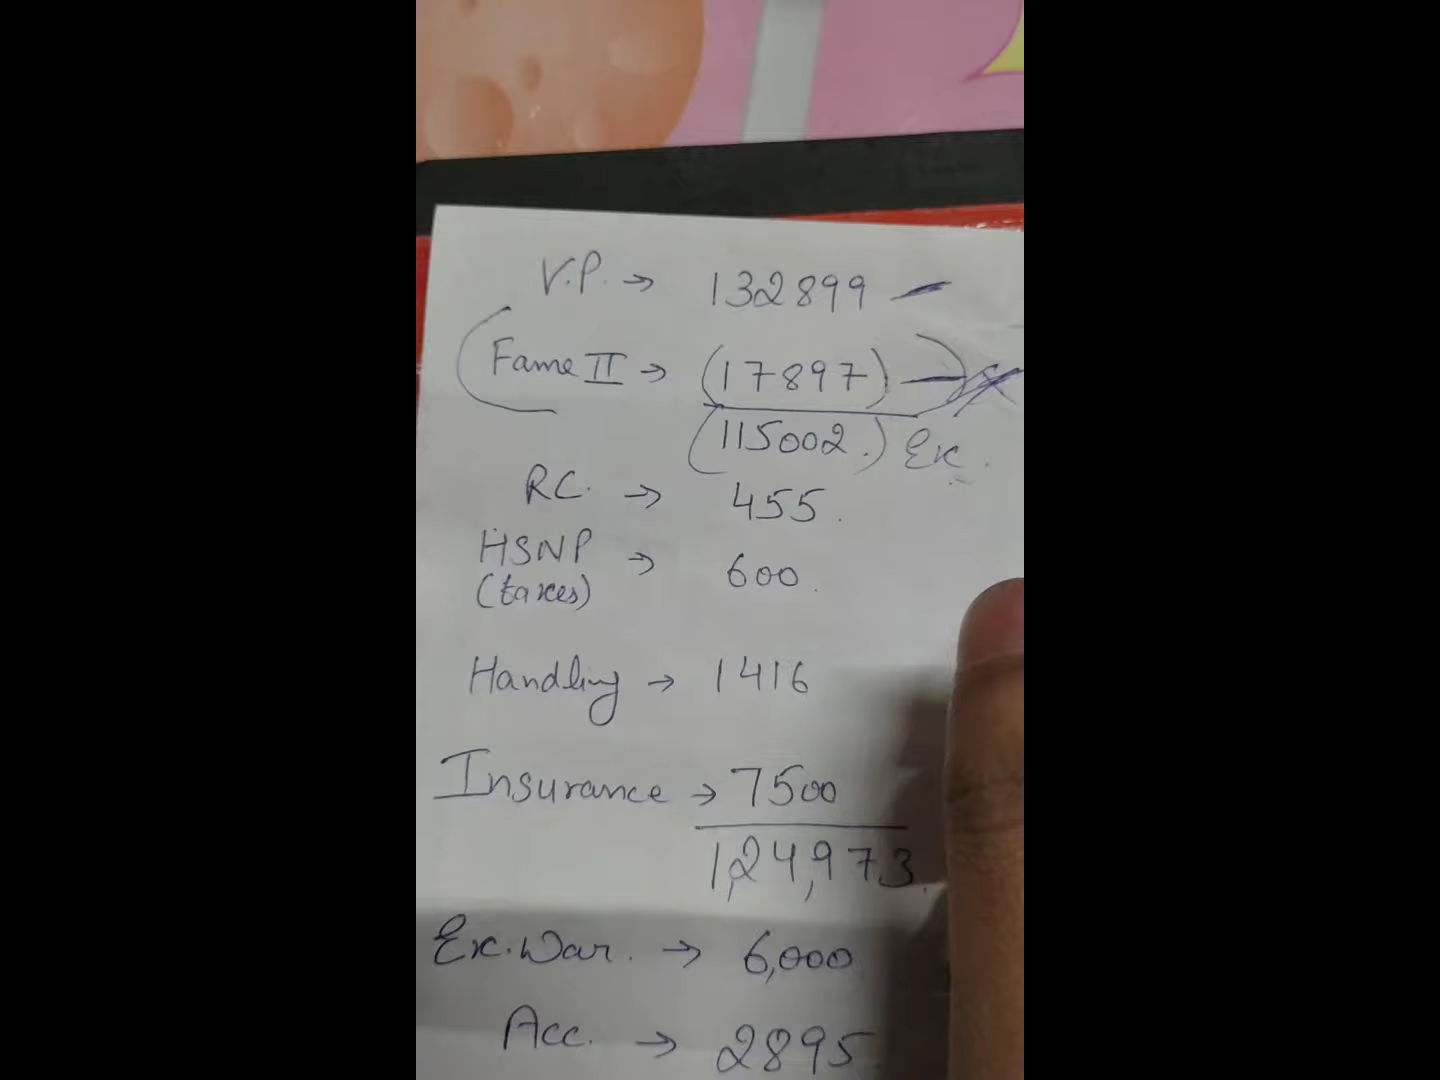 V.P. → 132899 —
(Fame II → (17897) —)
(115002.) Ex.
RC. → 455.
HSNP → 600.
(taxes)
Handling → 1416
Insurance → 7500
1,24,973.
Ex. War. → 6,000
Acc. → 2895